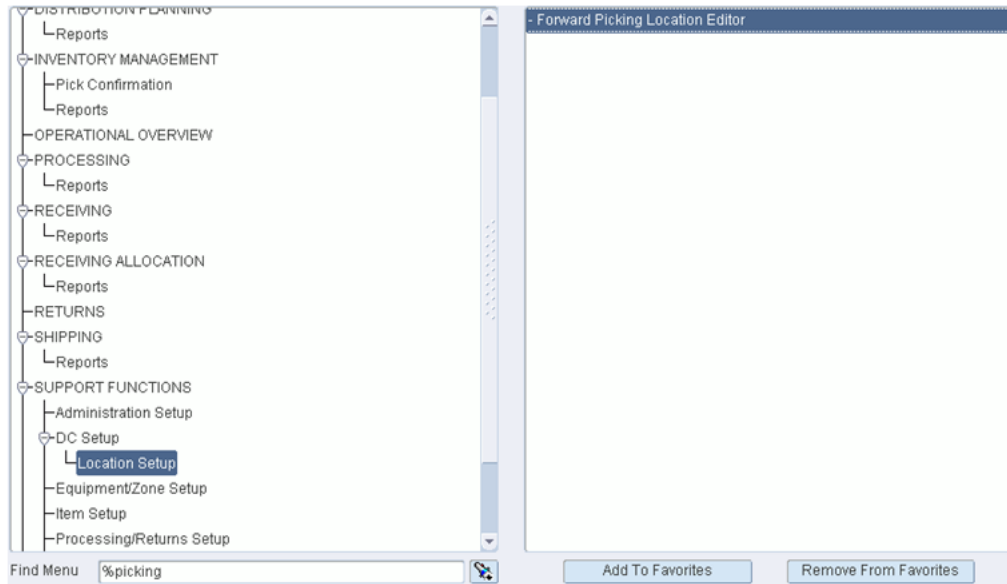 DISTRIBUTION PLANNING
Reports
INVENTORY MANAGEMENT
Pick Confirmation
Reports
OPERATIONAL OVERVIEW
PROCESSING
Reports
RECEIVING
Reports
RECEIVING ALLOCATION
Reports
RETURNS
SHIPPING
Reports
SUPPORT FUNCTIONS
Administration Setup
DC Setup
Location Setup
Equipment/Zone Setup
Item Setup
Processing/Returns Setup
Find Menu %picking
- Forward Picking Location Editor
Add To Favorites
Remove From Favorites